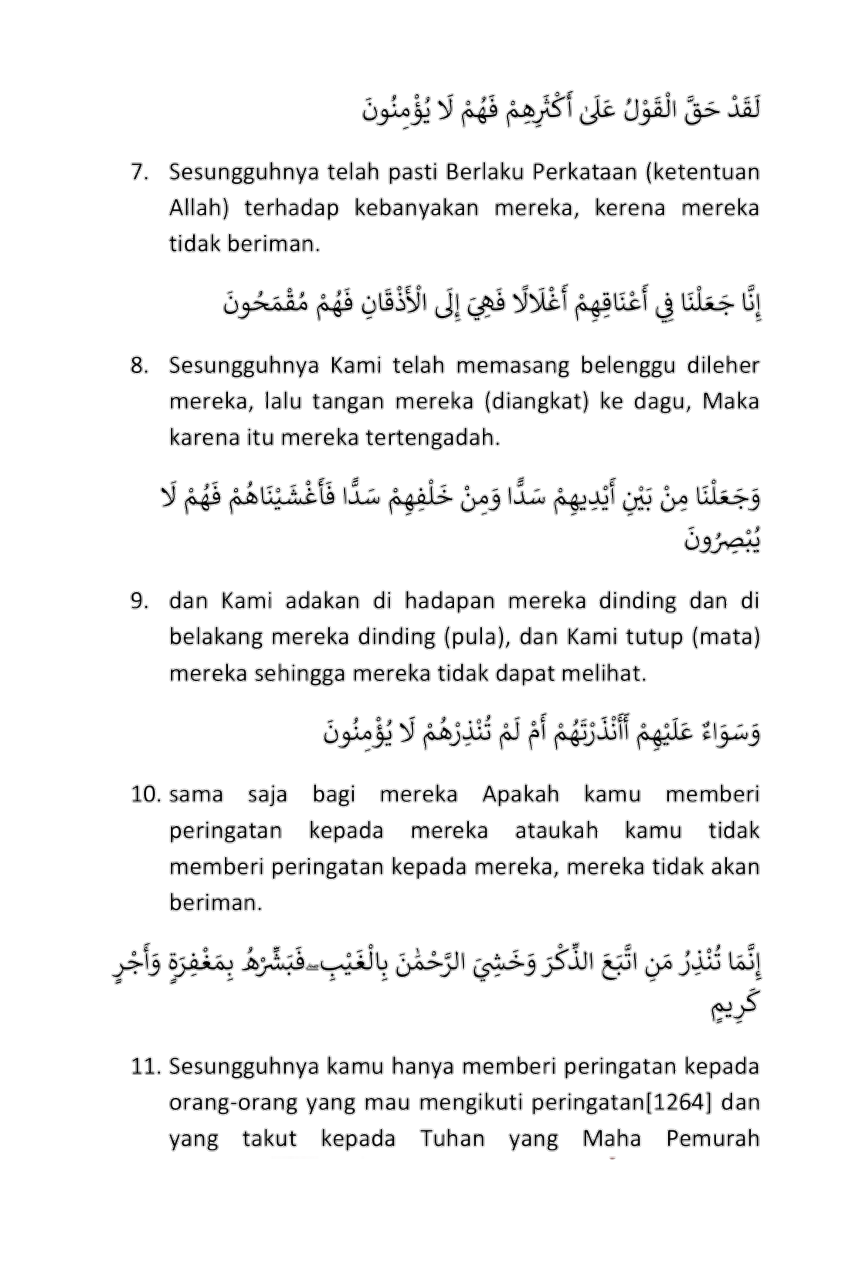 لَقَدْ حَقَّ الْقَوْلُ عَلَىٰ أَكْثَرِهِمْ فَهُمْ لَا يُؤْمِنُونَ
7. Sesungguhnya telah pasti Berlaku Perkataan (ketentuan
Allah) terhadap kebanyakan mereka, kerena mereka
tidak beriman.
إِنَّا جَعَلْنَا فِي أَعْنَاقِهِمْ أَغْلَالًا فَهِيَ إِلَى الْأَذْقَانِ فَهُمْ مُقْمَحُونَ
8. Sesungguhnya Kami telah memasang belenggu dileher
mereka, lalu tangan mereka (diangkat) ke dagu, Maka
karena itu mereka tertengadah.
وَجَعَلْنَا مِنْ بَيْنِ أَيْدِيهِمْ سَدًّا وَمِنْ خَلْفِهِمْ سَدًّا فَأَغْشَيْنَاهُمْ فَهُمْ لَا
يُبْصِرُونَ
9. dan Kami adakan di hadapan mereka dinding dan di
belakang mereka dinding (pula), dan Kami tutup (mata)
mereka sehingga mereka tidak dapat melihat.
وَسَوَاءٌ عَلَيْهِمْ أَأَنْذَرْتَهُمْ أَمْ لَمْ تُنْذِرْهُمْ لَا يُؤْمِنُونَ
10. sama saja bagi mereka Apakah kamu memberi
peringatan kepada mereka ataukah kamu tidak
memberi peringatan kepada mereka, mereka tidak akan
beriman.
إِنَّمَا تُنْذِرُ مَنِ اتَّبَعَ الذِّكْرَ وَخَشِيَ الرَّحْمَٰنَ بِالْغَيْبِ ۖ فَبَشِّرْهُ بِمَغْفِرَةٍ وَأَجْرٍ
كَرِيمٍ
11. Sesungguhnya kamu hanya memberi peringatan kepada
orang-orang yang mau mengikuti peringatan[1264] dan
yang takut kepada Tuhan yang Maha Pemurah